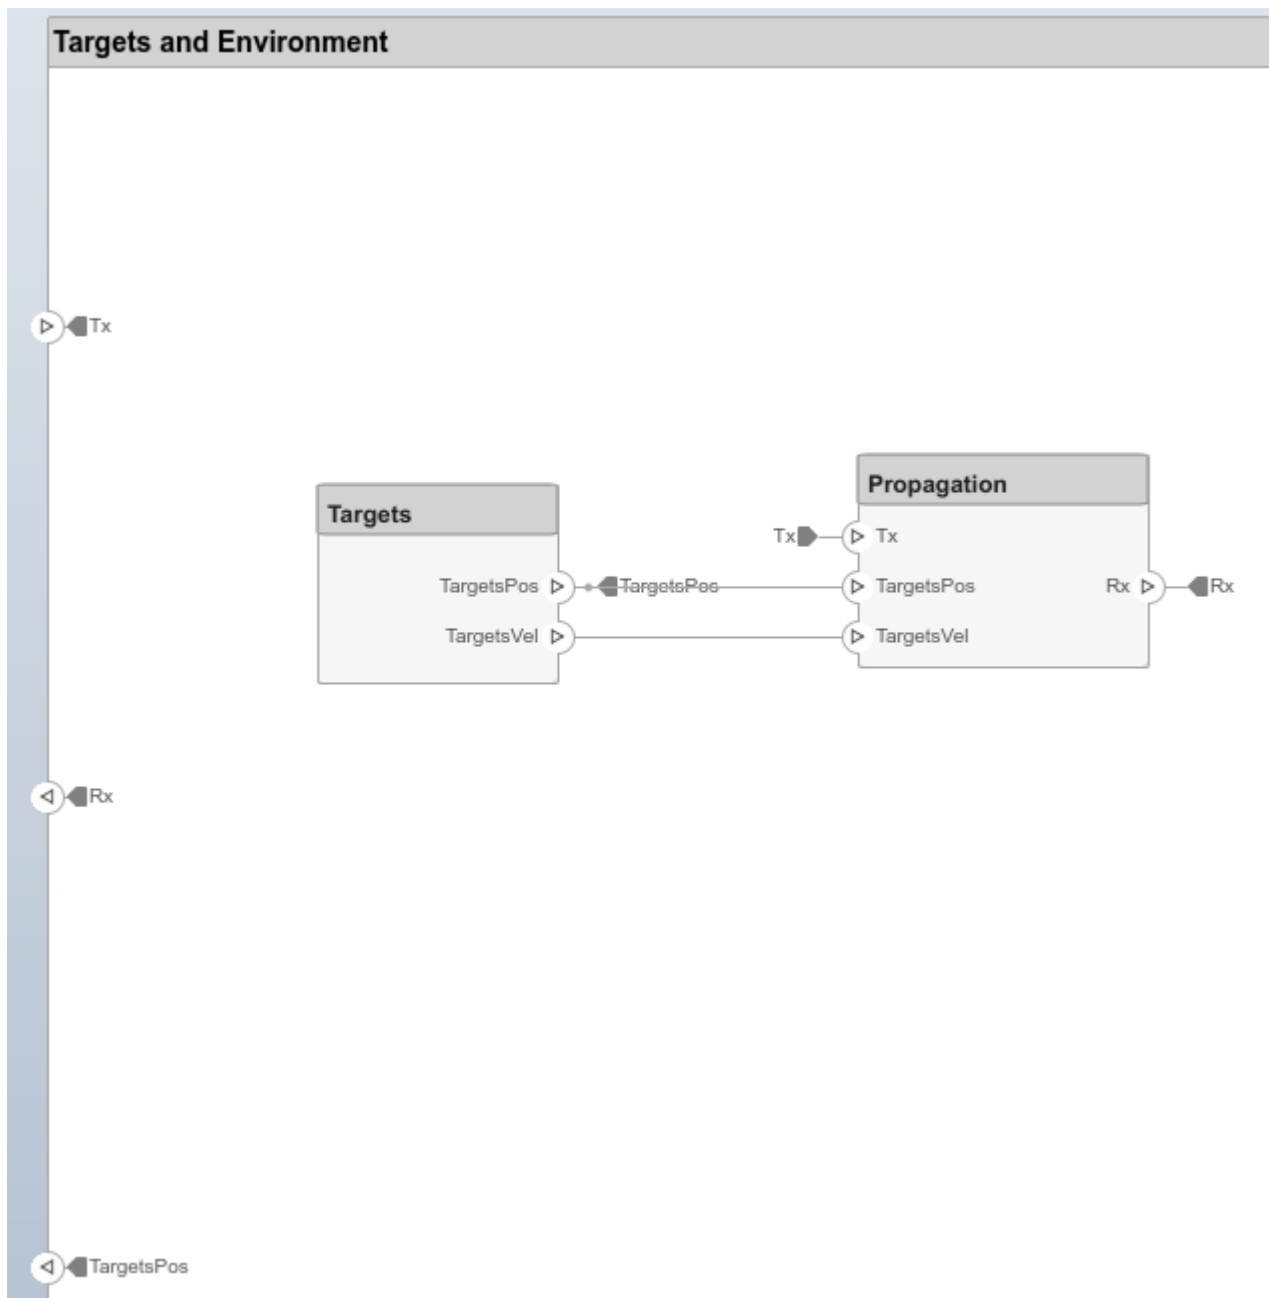 Targets and Environment
Tx
Propagation
Targets
Tx Tx
TargetsPos TargetsPos TargetsPos Rx Rx
TargetsVel TargetsVel
Rx
TargetsPos